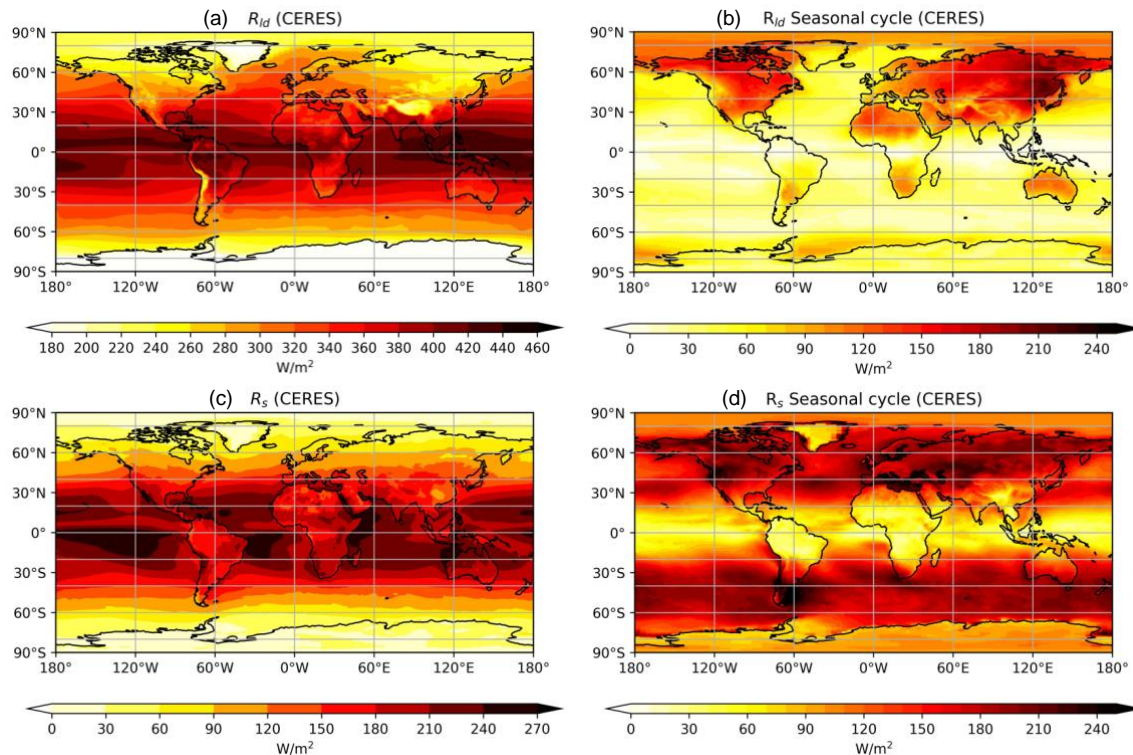 (a) R_ld (CERES)
90°N
60°N
30°N
0°
30°S
60°S
90°S
180° 120°W 60°W 0°W 60°E 120°E 180°
180 200 220 240 260 280 300 320 340 360 380 400 420 440 460
W/m²
(b) R_ld Seasonal cycle (CERES)
90°N
60°N
30°N
0°
30°S
60°S
90°S
180° 120°W 60°W 0°W 60°E 120°E 180°
0 30 60 90 120 150 180 210 240
W/m²
(c) R_s (CERES)
90°N
60°N
30°N
0°
30°S
60°S
90°S
180° 120°W 60°W 0°W 60°E 120°E 180°
0 30 60 90 120 150 180 210 240 270
W/m²
(d) R_s Seasonal cycle (CERES)
90°N
60°N
30°N
0°
30°S
60°S
90°S
180° 120°W 60°W 0°W 60°E 120°E 180°
0 30 60 90 120 150 180 210 240
W/m²